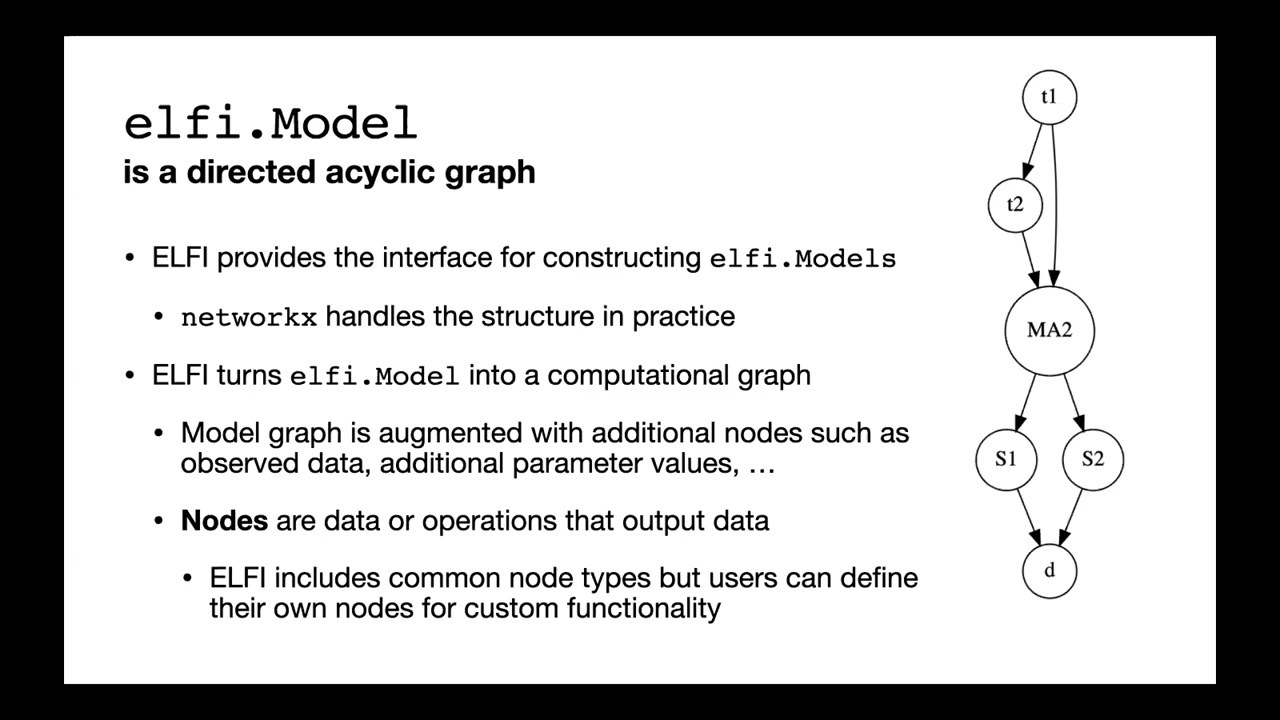 elfi.Model
is a directed acyclic graph
• ELFI provides the interface for constructing elfi.Models
• networkx handles the structure in practice
• ELFI turns elfi.Model into a computational graph
• Model graph is augmented with additional nodes such as
observed data, additional parameter values, …
• Nodes are data or operations that output data
• ELFI includes common node types but users can define
their own nodes for custom functionality
t1
t2
MA2
S1 S2
d